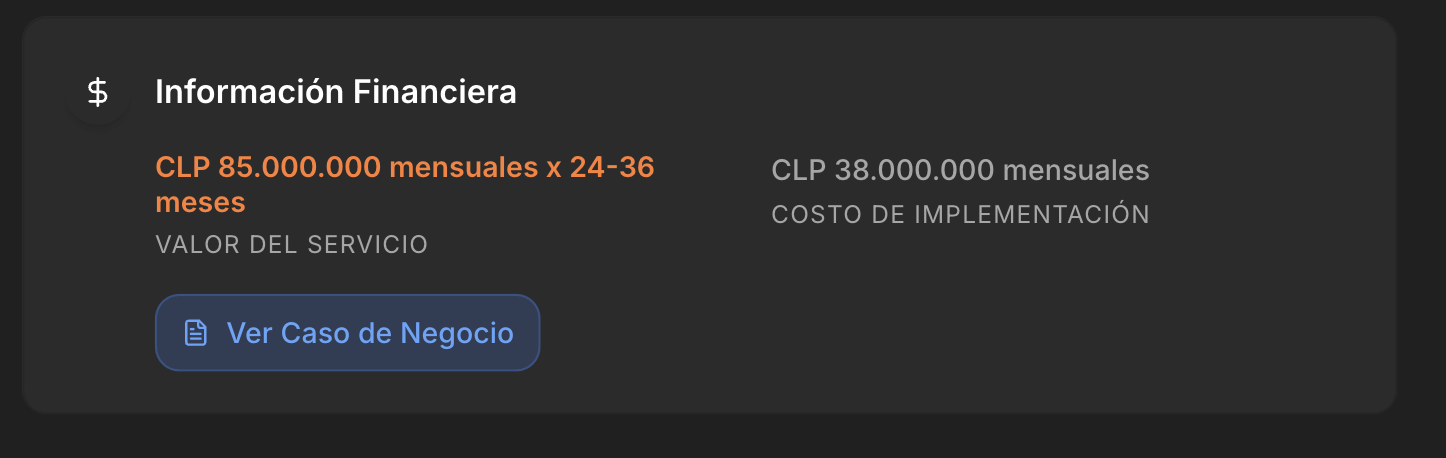 Información Financiera
CLP 85.000.000 mensuales x 24-36
meses
VALOR DEL SERVICIO
CLP 38.000.000 mensuales
COSTO DE IMPLEMENTACIÓN
Ver Caso de Negocio